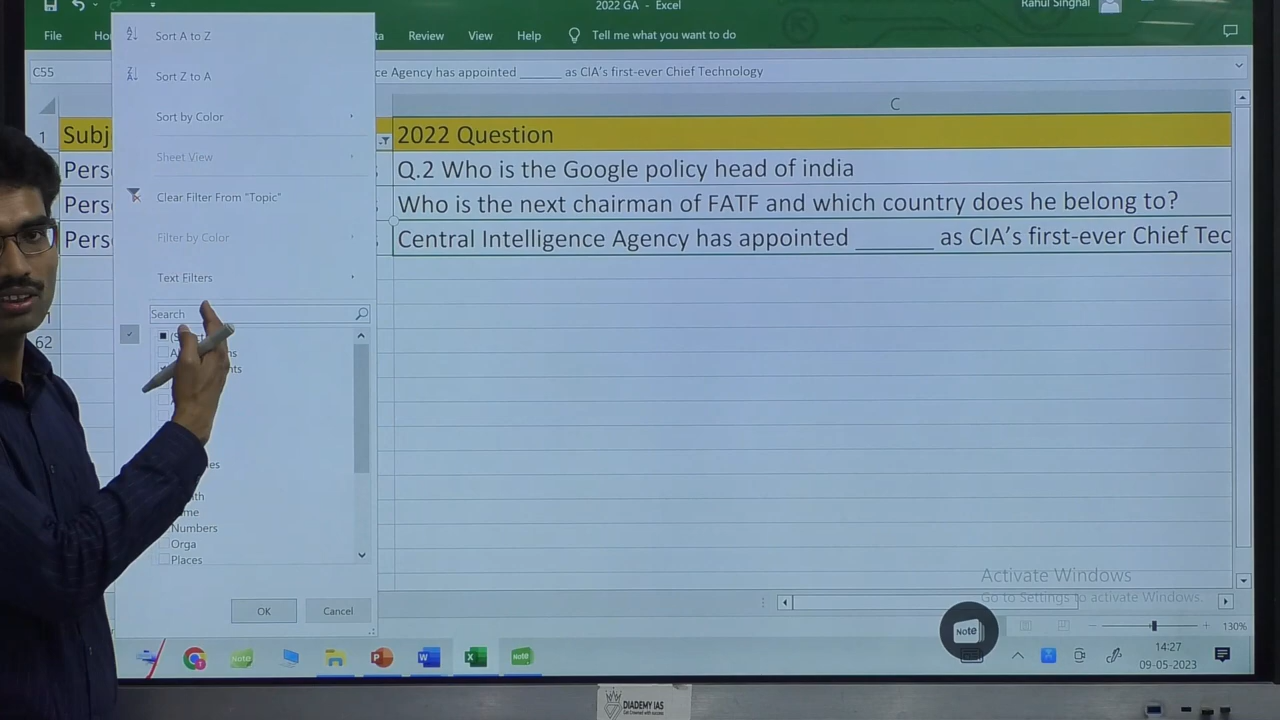 2022 GA - Excel
Rahul Singhal
File
Review View Help Tell me what you want to do
C55
ce Agency has appointed ______ as CIA's first-ever Chief Technology
Sort A to Z
Sort Z to A
Sort by Color
Sheet View
Clear Filter From "Topic"
Filter by Color
Text Filters
Search
Numbers
Orga
Places
OK Cancel
C
1 Subj
2022 Question
Pers
Q.2 Who is the Google policy head of india
Pers
Who is the next chairman of FATF and which country does he belong to?
Pers
Central Intelligence Agency has appointed ______ as CIA's first-ever Chief Tec
62
Activate Windows
Go to Settings to activate Windows.
Note
130%
Note
Note
14:27
09-05-2023
DIADEMY IAS